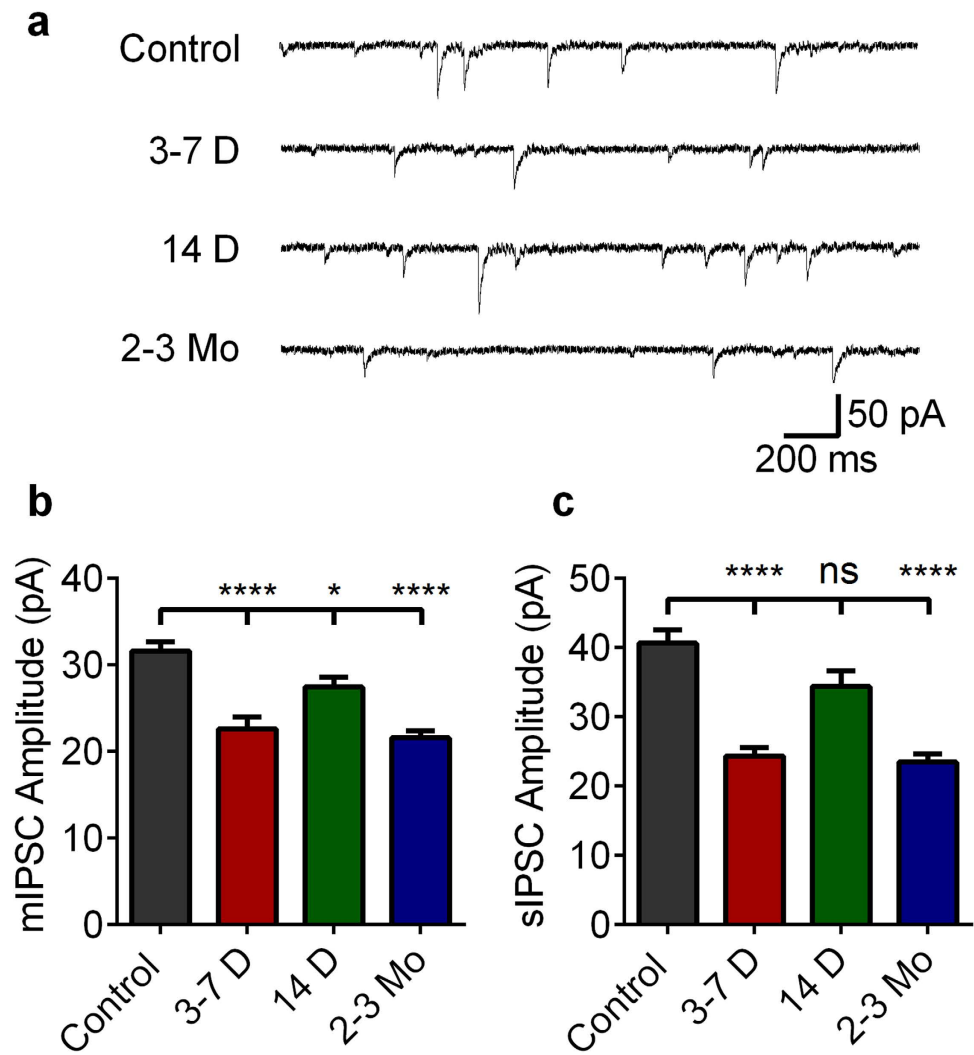 a
Control
3-7 D
14 D
2-3 Mo
50 pA
200 ms
b
mIPSC Amplitude (pA)
40
30
20
10
0
**** * ****
Control
3-7 D
14 D
2-3 Mo
c
sIPSC Amplitude (pA)
50
40
30
20
10
0
**** ns ****
Control
3-7 D
14 D
2-3 Mo